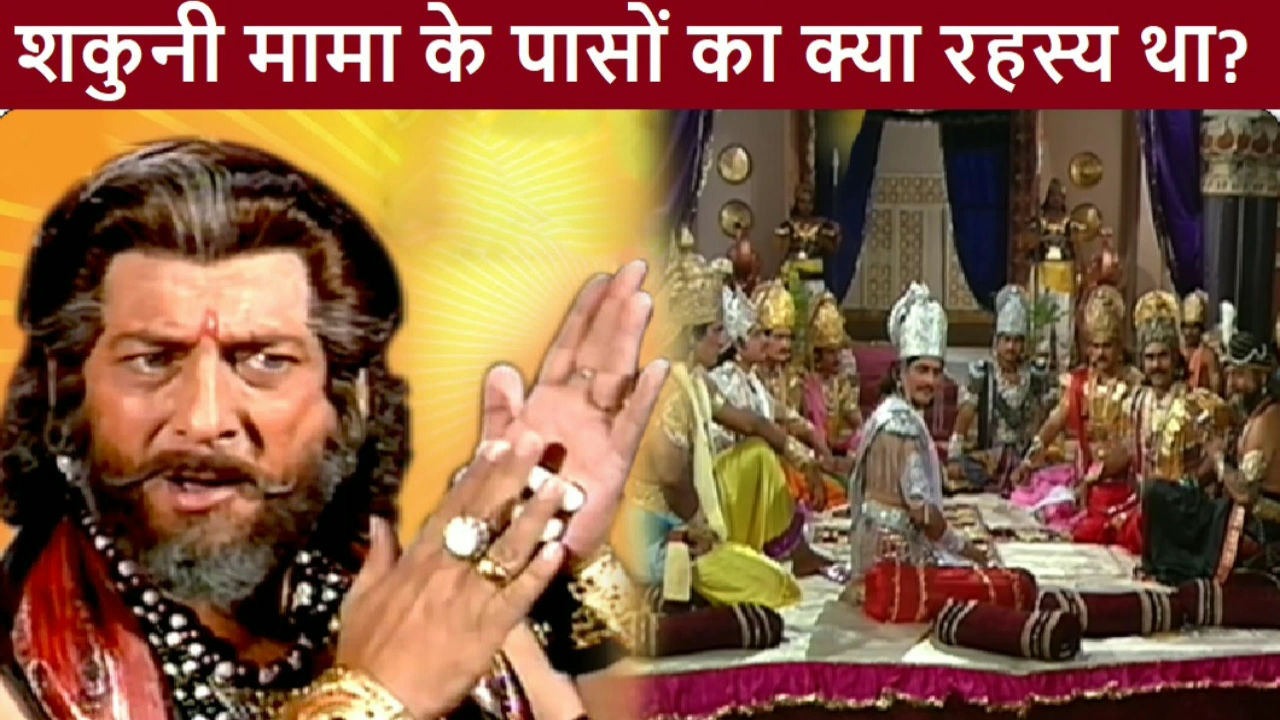 शकुनी मामा के पासों का क्या रहस्य था?